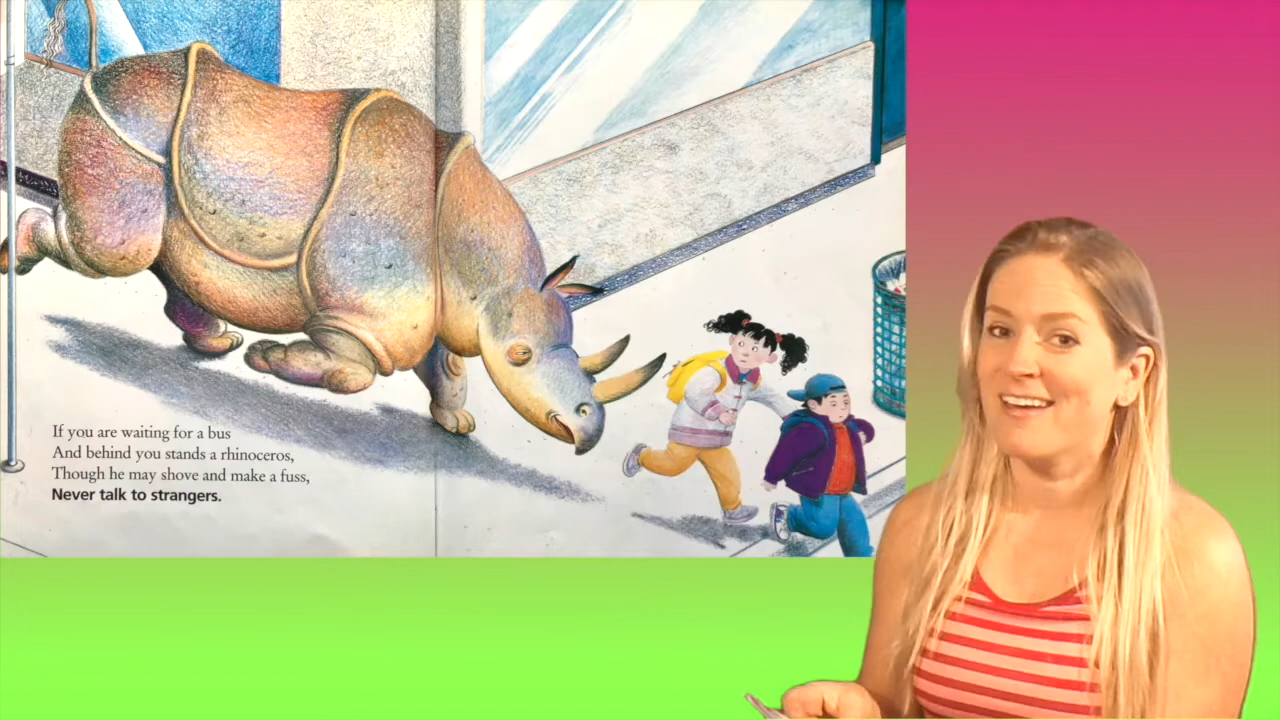 If you are waiting for a bus
And behind you stands a rhinoceros,
Though he may shove and make a fuss,
Never talk to strangers.